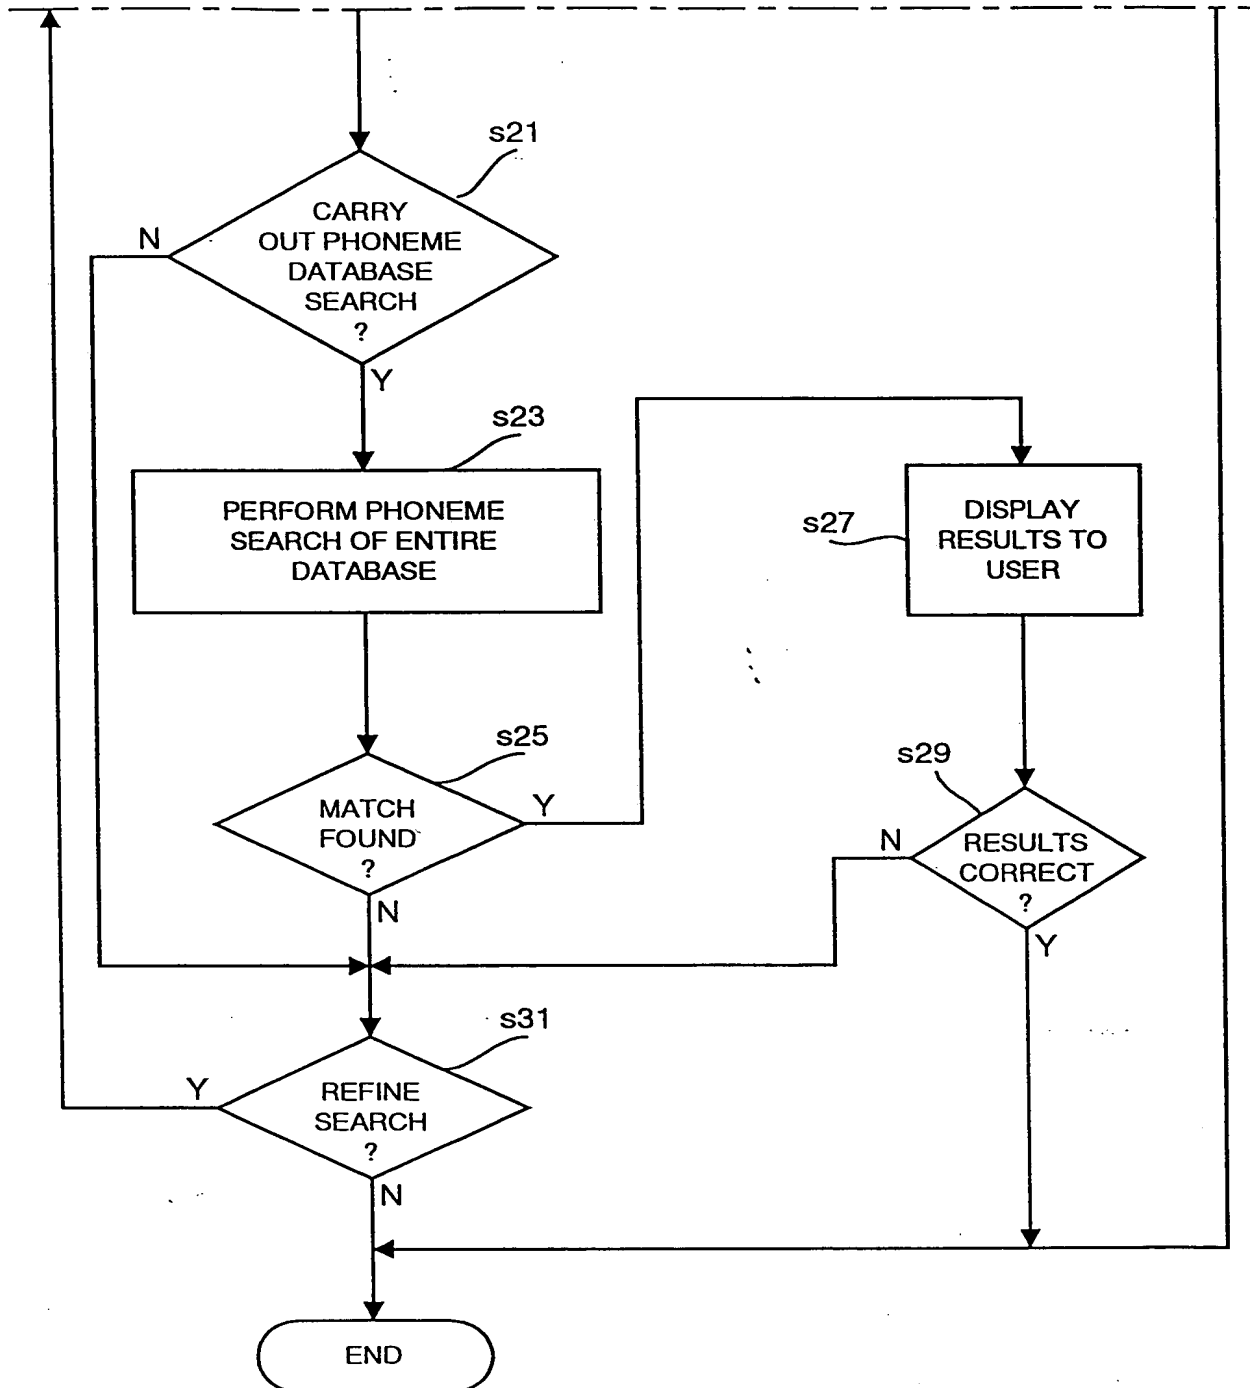 s21
CARRY
OUT PHONEME
DATABASE
SEARCH
?
N
Y
s23
PERFORM PHONEME
SEARCH OF ENTIRE
DATABASE
s27
DISPLAY
RESULTS TO
USER
s25
MATCH
FOUND
?
Y
N
s29
RESULTS
CORRECT
?
N
Y
s31
REFINE
SEARCH
?
Y
N
END